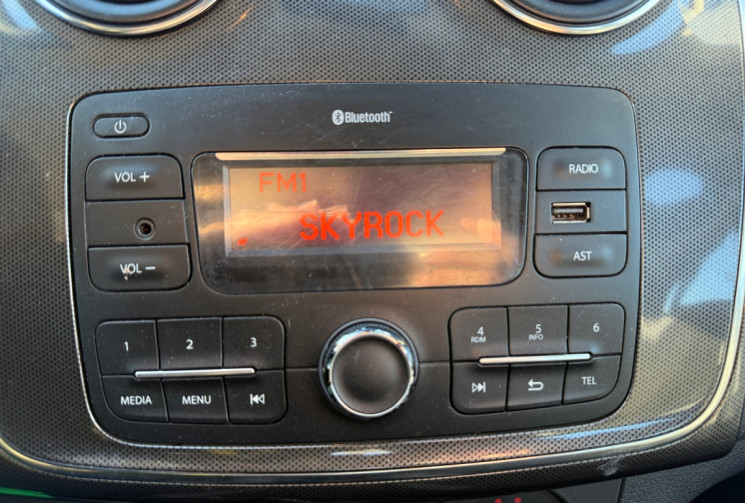 Bluetooth
VOL +
VOL −
FM1
SKYROCK
RADIO
AST
1
2
3
MEDIA
MENU
4
RDM
5
INFO
6
TEL